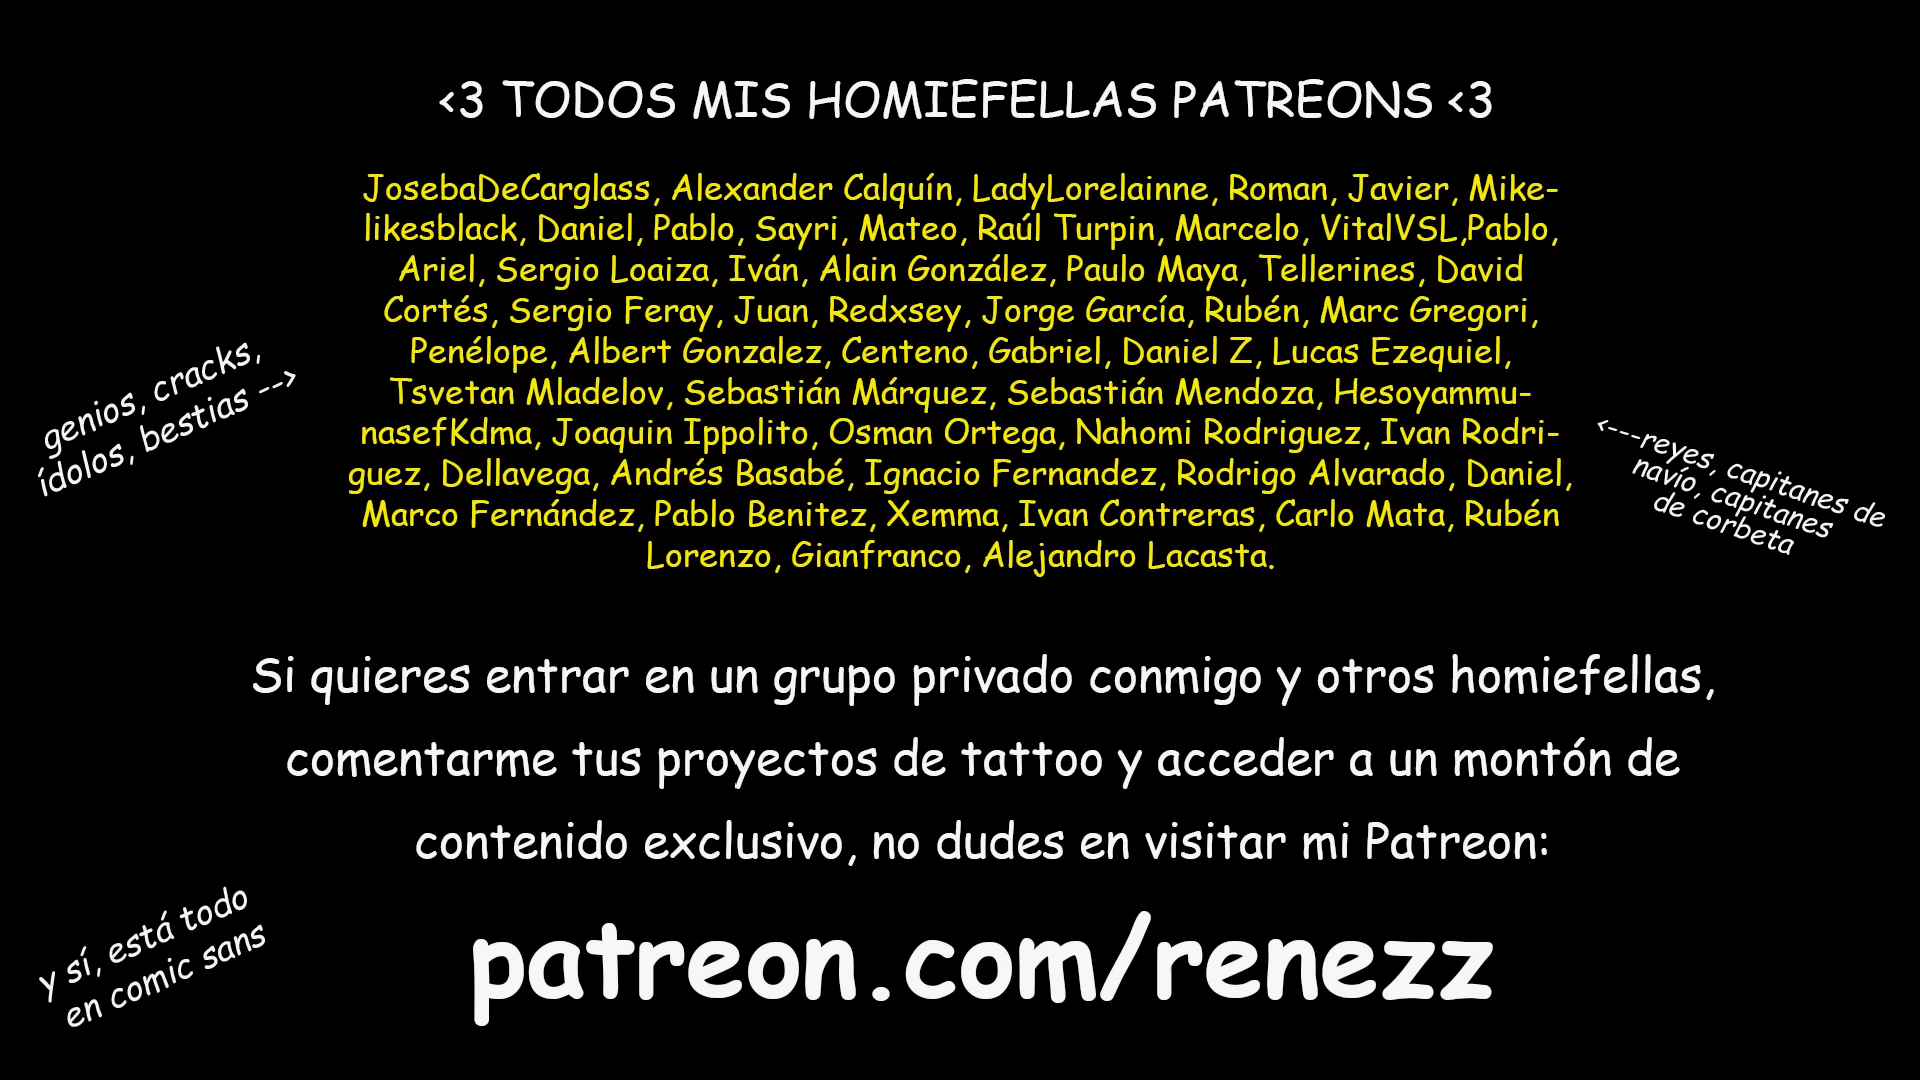 <3 TODOS MIS HOMIEFELLAS PATREONS <3
JosebaDeCarglass, Alexander Calquín, LadyLorelainne, Roman, Javier, Mike-
likesblack, Daniel, Pablo, Sayri, Mateo, Raúl Turpin, Marcelo, VitalVSL,Pablo,
Ariel, Sergio Loaiza, Iván, Alain González, Paulo Maya, Tellerines, David
Cortés, Sergio Feray, Juan, Redxsey, Jorge García, Rubén, Marc Gregori,
Penélope, Albert Gonzalez, Centeno, Gabriel, Daniel Z, Lucas Ezequiel,
Tsvetan Mladelov, Sebastián Márquez, Sebastián Mendoza, Hesoyammu-
nasefKdma, Joaquin Ippolito, Osman Ortega, Nahomi Rodriguez, Ivan Rodri-
guez, Dellavega, Andrés Basabé, Ignacio Fernandez, Rodrigo Alvarado, Daniel,
Marco Fernández, Pablo Benitez, Xemma, Ivan Contreras, Carlo Mata, Rubén
Lorenzo, Gianfranco, Alejandro Lacasta.
genios, cracks,
ídolos, bestias -->
<---reyes, capitanes de
navío, capitanes
de corbeta
Si quieres entrar en un grupo privado conmigo y otros homiefellas,
comentarme tus proyectos de tattoo y acceder a un montón de
contenido exclusivo, no dudes en visitar mi Patreon:
patreon.com/renezz
y sí, está todo
en comic sans